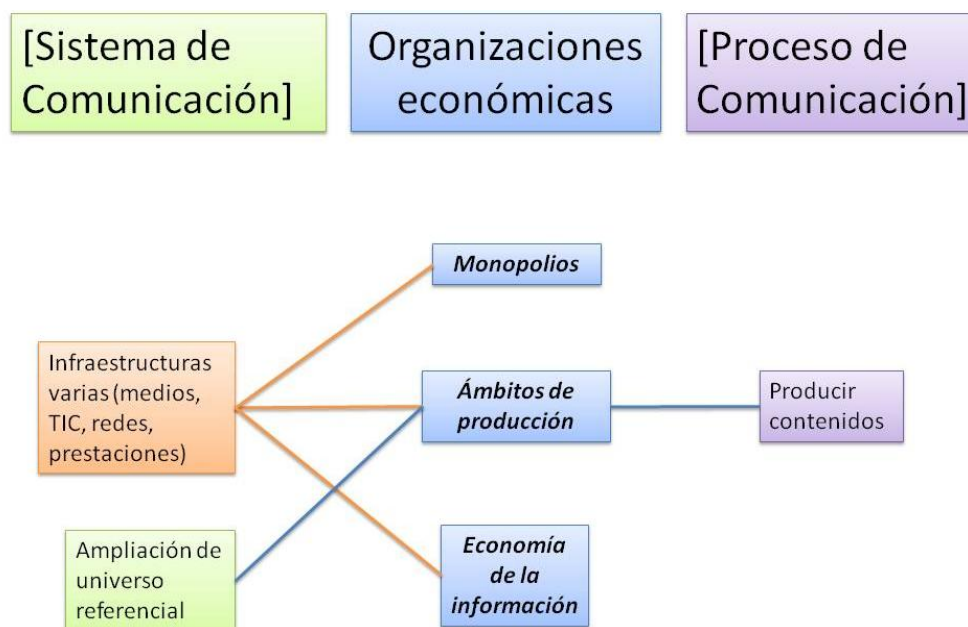 [Sistema de
Comunicación]
Organizaciones
económicas
[Proceso de
Comunicación]
Monopolios
Infraestructuras
varias (medios,
TIC, redes,
prestaciones)
Ámbitos de
producción
Producir
contenidos
Ampliación de
universo
referencial
Economía
de la
información